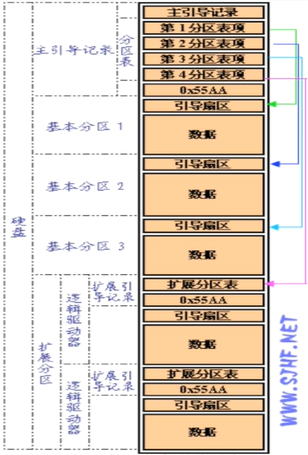 主引导记录
第1分区表项
第2分区表项
第3分区表项
第4分区表项
0x55AA
引导扇区
数据
引导扇区
数据
引导扇区
数据
扩展分区表
0x55AA
引导扇区
数据
扩展分区表
0x55AA
引导扇区
数据
硬盘
主引导记录
分区表
基本分区 1
基本分区 2
基本分区 3
扩展分区
逻辑驱动器
扩展引
导记录
逻辑驱动器
扩展引
导记录
WWW.SJHF.NET